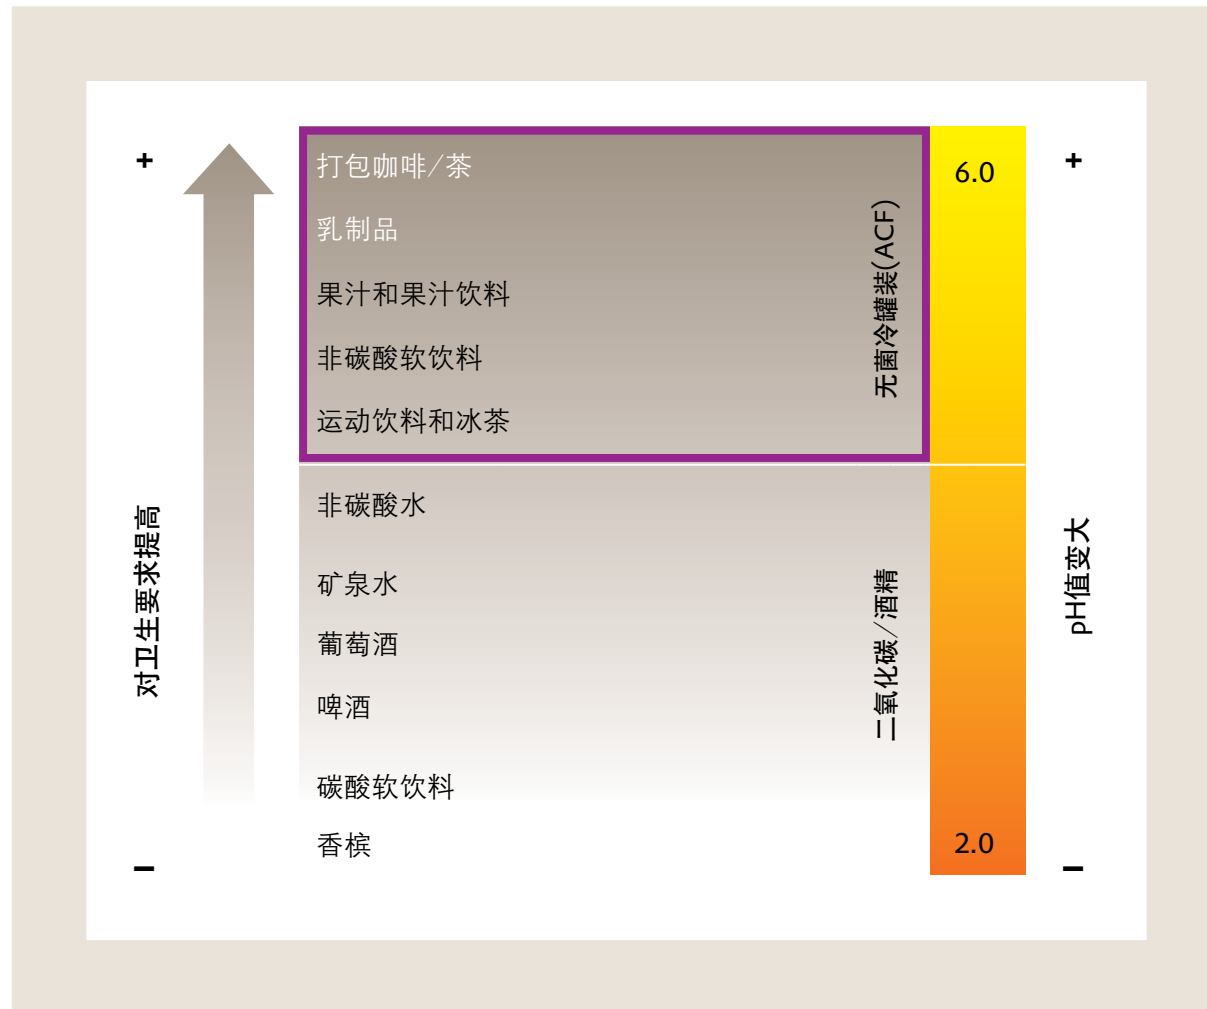 +
打包咖啡/茶
6.0
+
乳制品
果汁和果汁饮料
非碳酸软饮料
运动饮料和冰茶
无菌冷罐装(ACF)
对卫生要求提高
非碳酸水
矿泉水
葡萄酒
啤酒
碳酸软饮料
香槟
二氧化碳/酒精
pH值变大
2.0
–
–